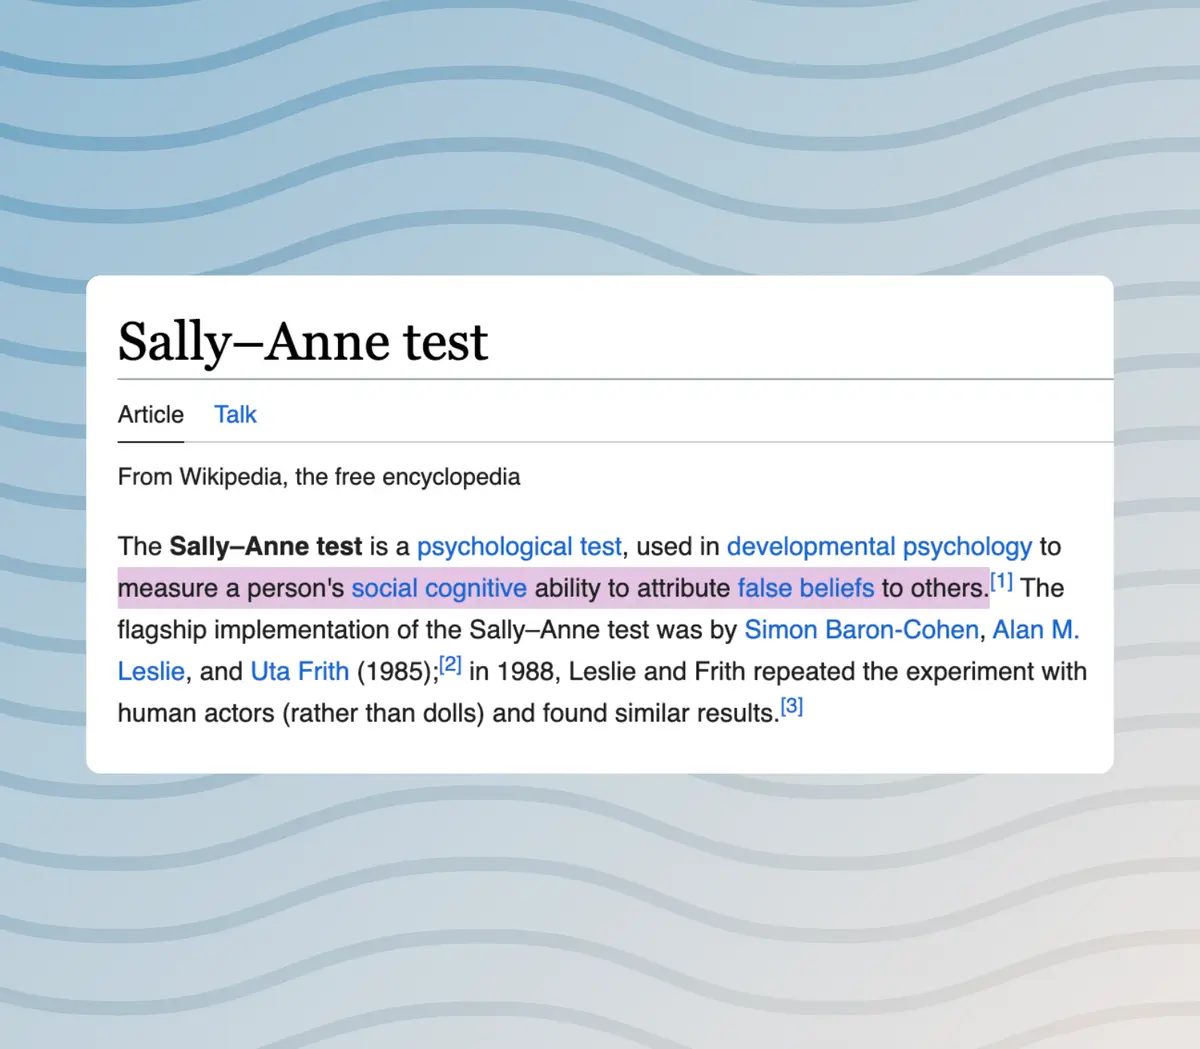 Sally–Anne test
Article Talk
From Wikipedia, the free encyclopedia
The Sally–Anne test is a psychological test, used in developmental psychology to
measure a person's social cognitive ability to attribute false beliefs to others.[1] The
flagship implementation of the Sally–Anne test was by Simon Baron-Cohen, Alan M.
Leslie, and Uta Frith (1985);[2] in 1988, Leslie and Frith repeated the experiment with
human actors (rather than dolls) and found similar results.[3]